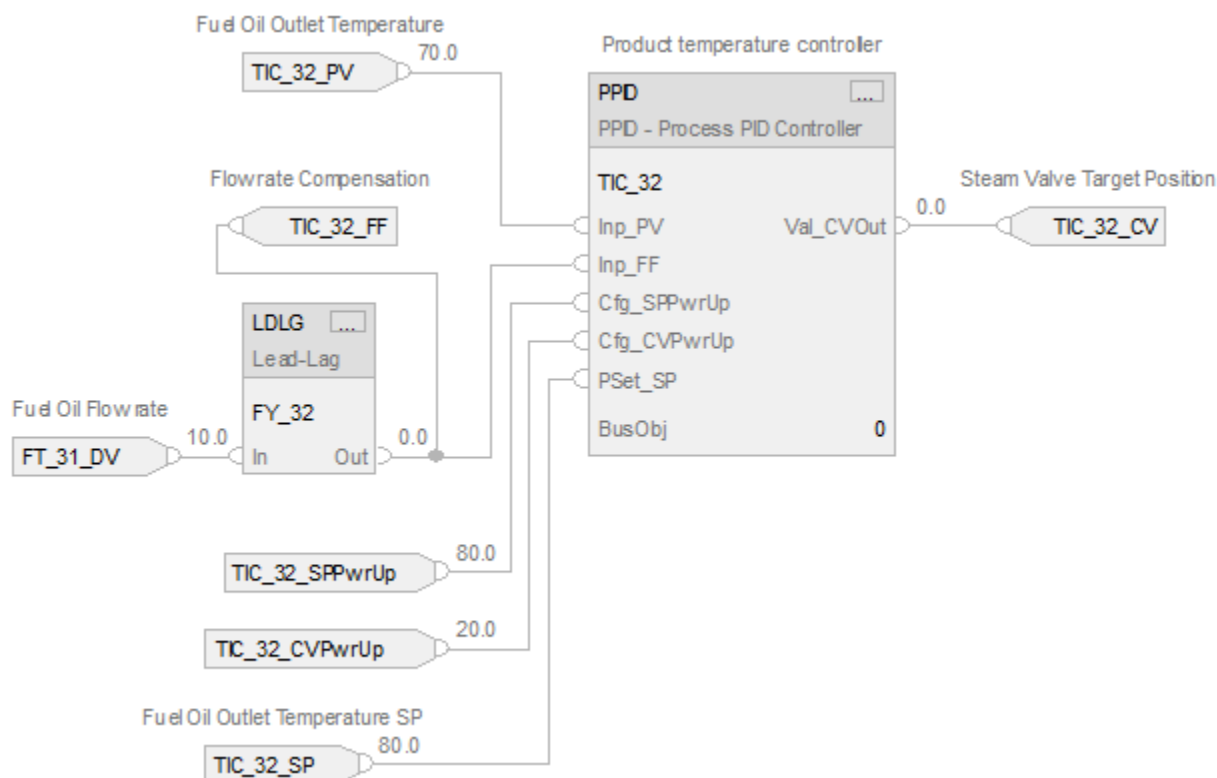 Fuel Oil Outlet Temperature
TIC_32_PV
70.0
Product temperature controller
PPID
...
PPID - Process PID Controller
TIC_32
Inp_PV
Val_CVOut
Inp_FF
Cfg_SPPwrUp
Cfg_CVPwrUp
PSet_SP
BusObj
0
0.0
Steam Valve Target Position
TIC_32_CV
Flowrate Compensation
TIC_32_FF
LDLG
...
Lead-Lag
FY_32
In
Out
0.0
Fuel Oil Flowrate
FT_31_DV
10.0
TIC_32_SPPwrUp
80.0
TIC_32_CVPwrUp
20.0
Fuel Oil Outlet Temperature SP
TIC_32_SP
80.0